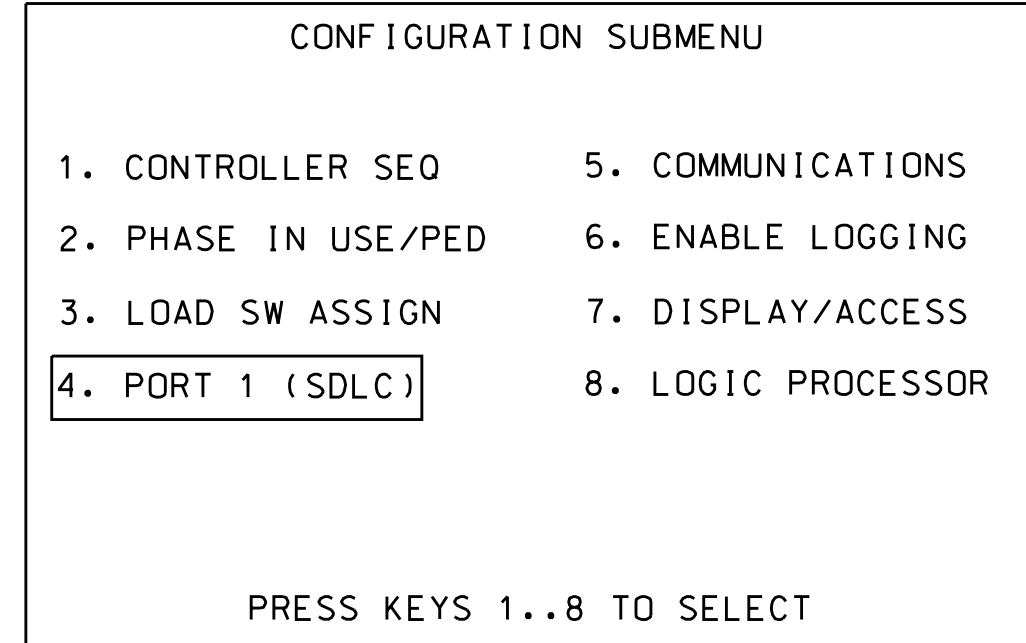 CONFIGURATION SUBMENU
1. CONTROLLER SEQ
2. PHASE IN USE/PED
3. LOAD SW ASSIGN
4. PORT 1 (SDLC)
5. COMMUNICATIONS
6. ENABLE LOGGING
7. DISPLAY/ACCESS
8. LOGIC PROCESSOR
PRESS KEYS 1..8 TO SELECT